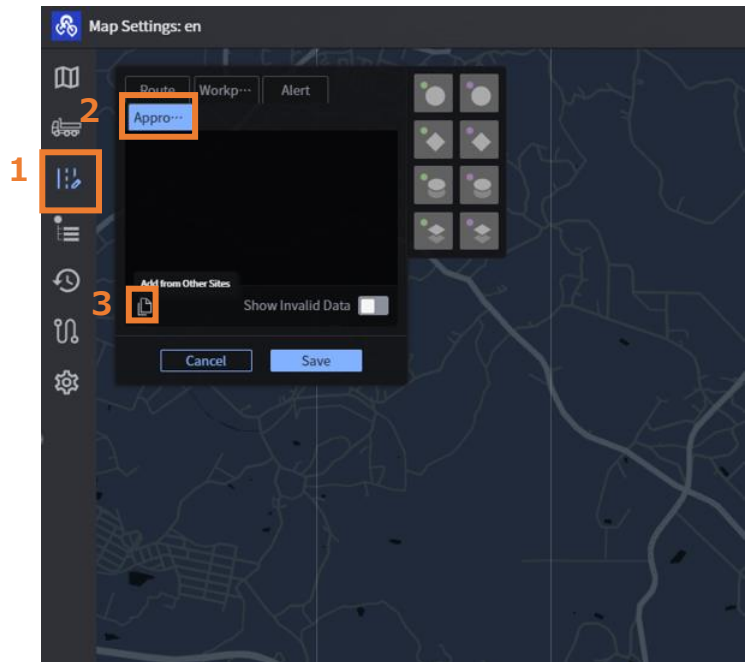 Map Settings: en
Route
Workp…
Alert
2
Appro…
1
Add from Other Sites
3
Show Invalid Data
Cancel
Save